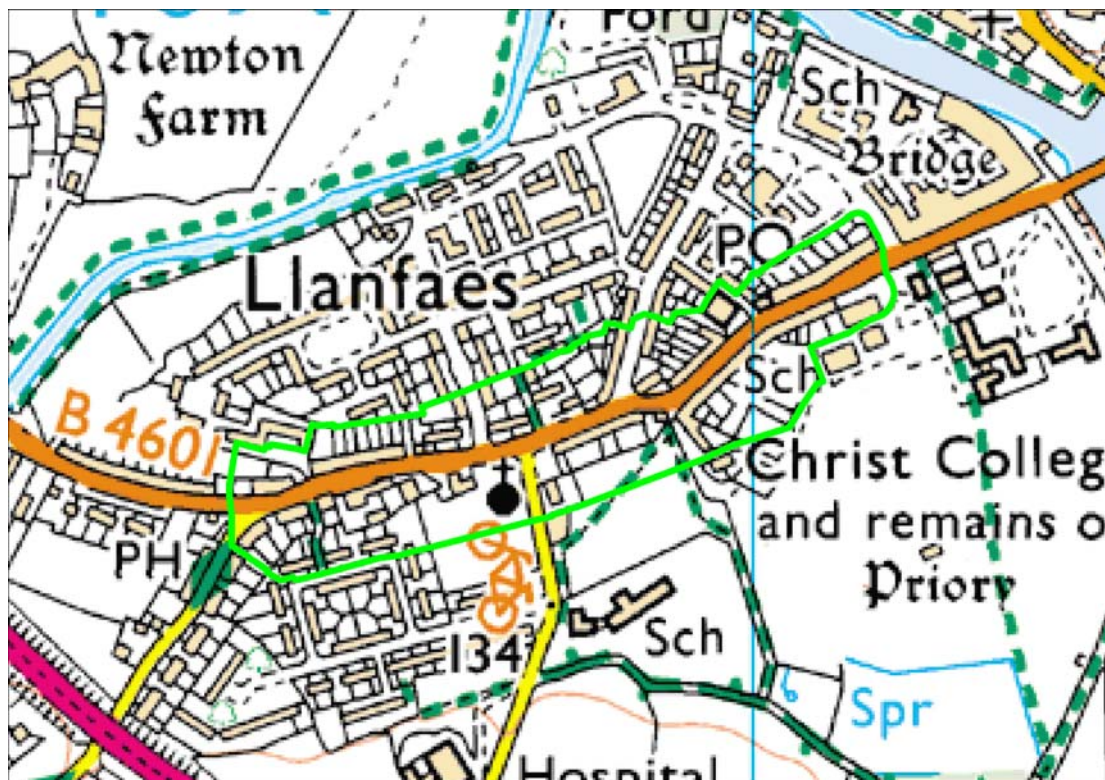 Newton
Farm
Ford
Sch
Bridge
PO
Llanfaes
B 4601
Sch
Christ Colleg
and remains o
Priory
PH
134
Sch
Spr
Hospital